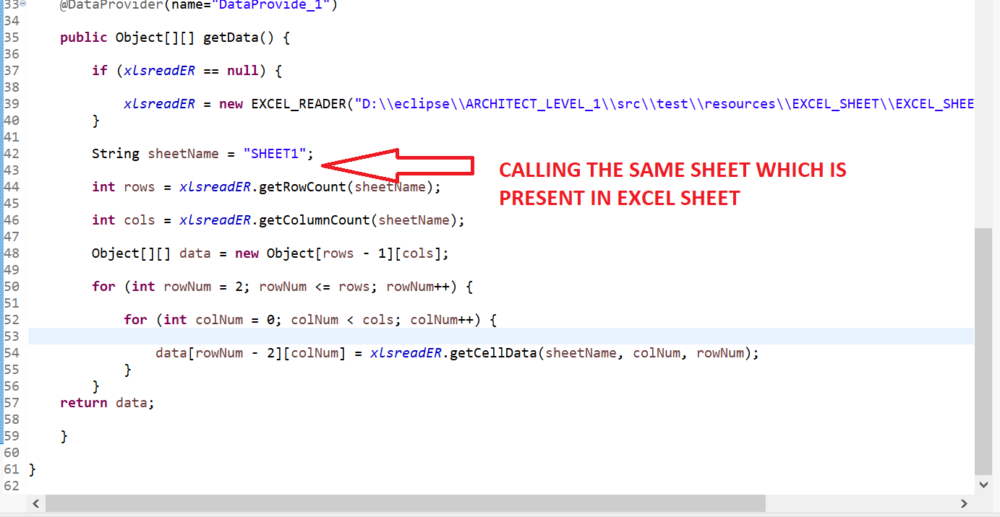 33 @DataProvider(name="DataProvide_1")
34
35 public Object[][] getData() {
36
37 if (xlsreadER == null) {
38
39 xlsreadER = new EXCEL_READER("D:\\eclipse\\ARCHITECT_LEVEL_1\\src\\test\\resources\\EXCEL_SHEET\\EXCEL_SHEE
40 }
41
42 String sheetName = "SHEET1";
43
CALLING THE SAME SHEET WHICH IS
PRESENT IN EXCEL SHEET
44 int rows = xlsreadER.getRowCount(sheetName);
45
46 int cols = xlsreadER.getColumnCount(sheetName);
47
48 Object[][] data = new Object[rows - 1][cols];
49
50 for (int rowNum = 2; rowNum <= rows; rowNum++) {
51
52 for (int colNum = 0; colNum < cols; colNum++) {
53
54 data[rowNum - 2][colNum] = xlsreadER.getCellData(sheetName, colNum, rowNum);
55 }
56 }
57 return data;
58
59 }
60
61 }
62